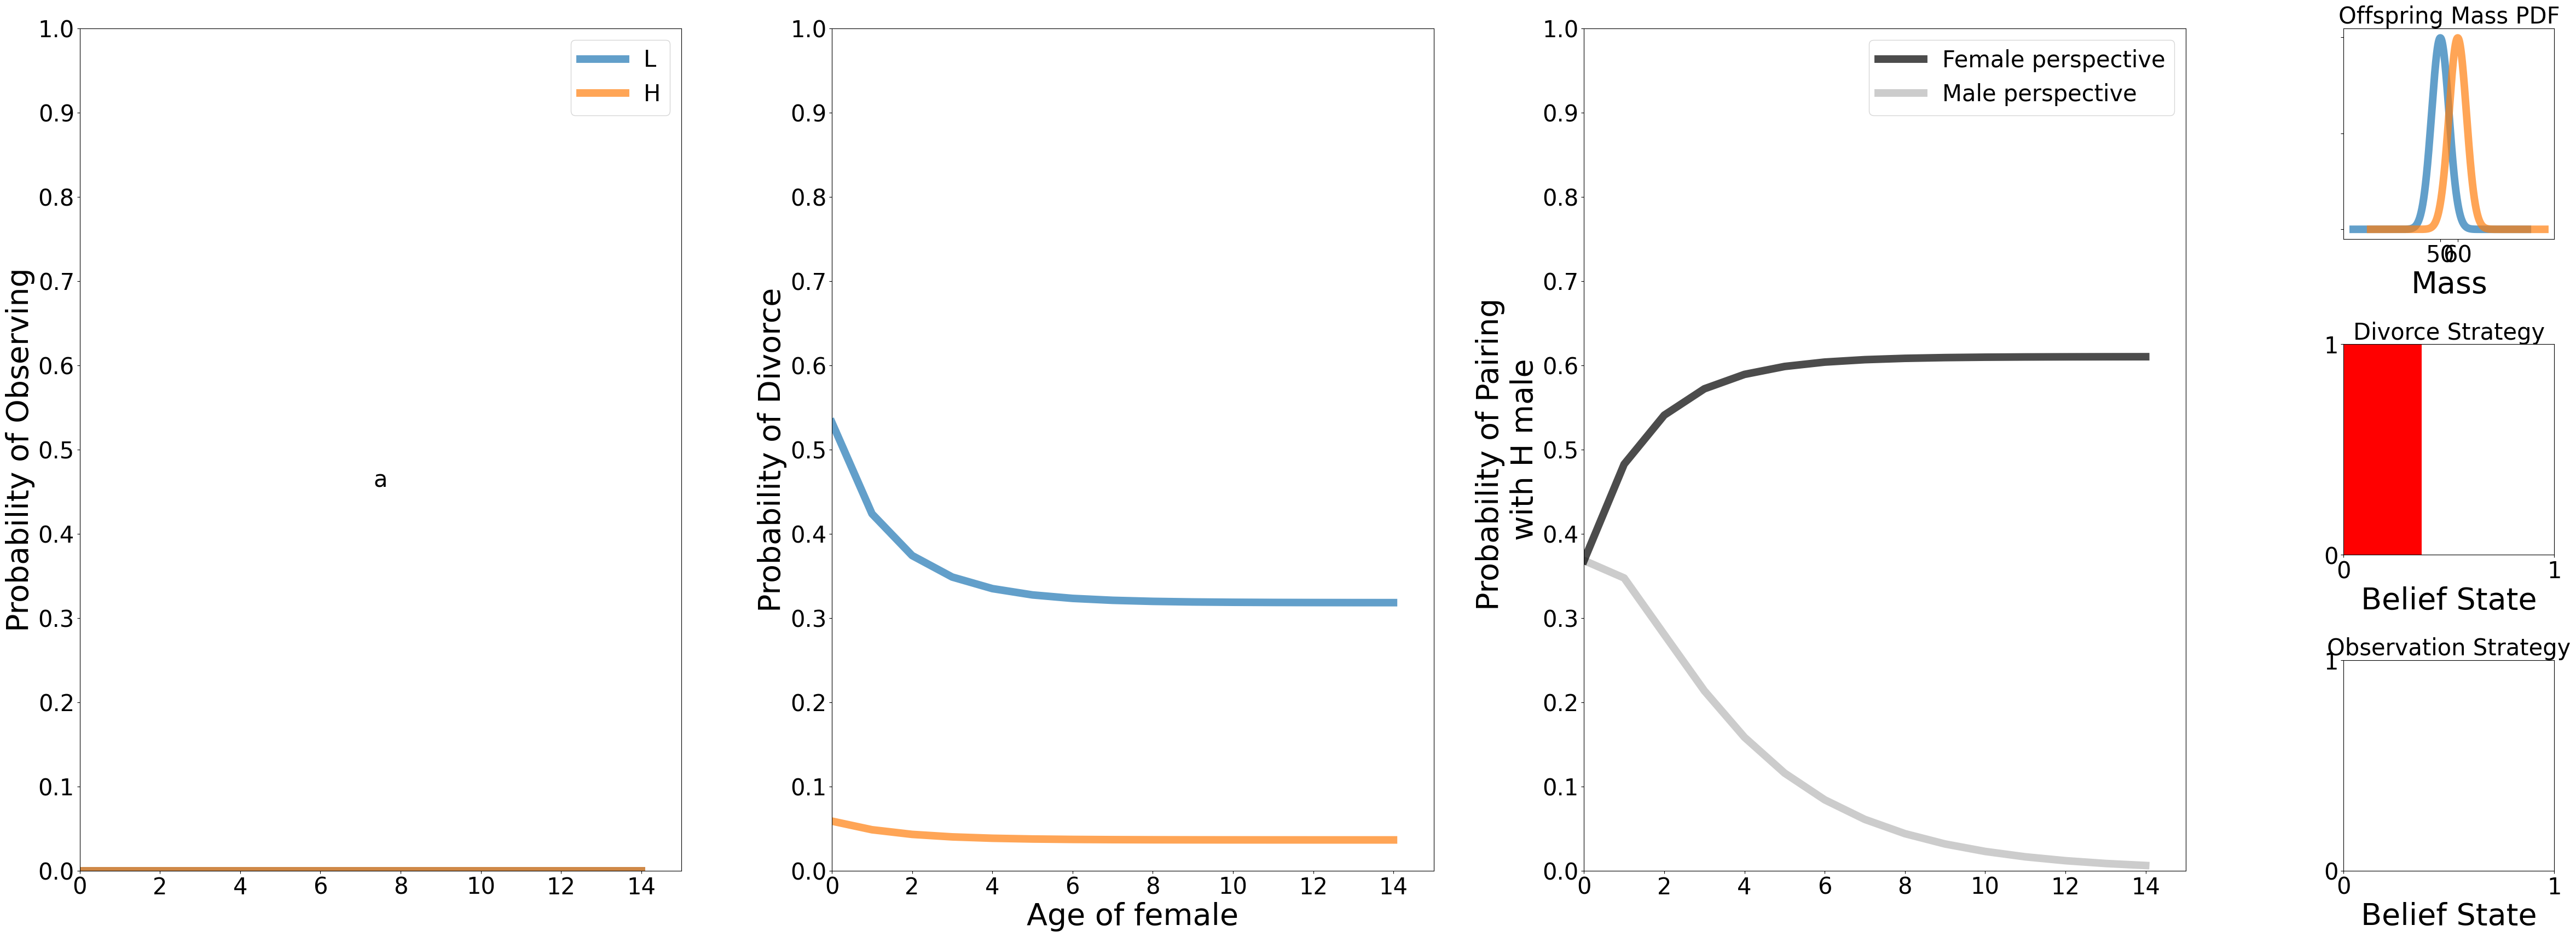 Probability of Observing
1.0
0.9
0.8
0.7
0.6
0.5
0.4
0.3
0.2
0.1
0.0
0 2 4 6 8 10 12 14
L
H
a
Probability of Divorce
1.0
0.9
0.8
0.7
0.6
0.5
0.4
0.3
0.2
0.1
0.0
0 2 4 6 8 10 12 14
Age of female
Probability of Pairing
with H male
1.0
0.9
0.8
0.7
0.6
0.5
0.4
0.3
0.2
0.1
0.0
0 2 4 6 8 10 12 14
Female perspective
Male perspective
Offspring Mass PDF
50 60
Mass
Divorce Strategy
1
0
0 1
Belief State
Observation Strategy
1
0
0 1
Belief State